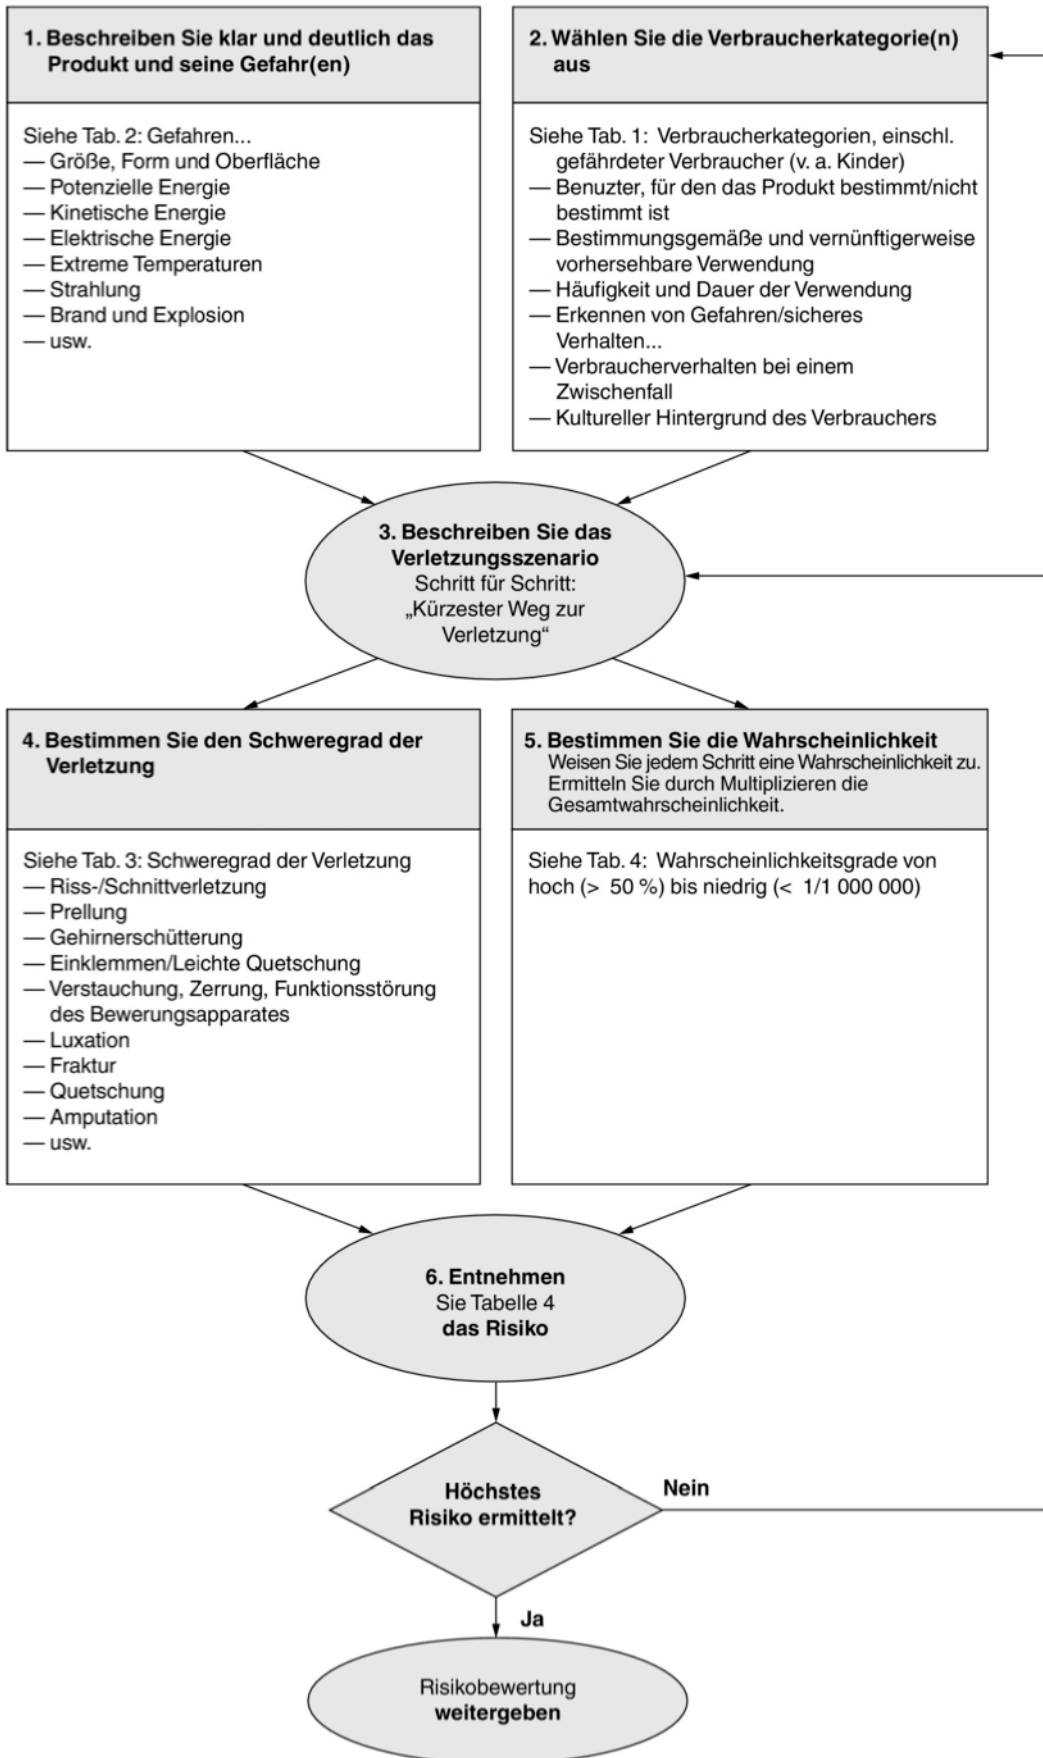 1. Beschreiben Sie klar und deutlich das
Produkt und seine Gefahr(en)
Siehe Tab. 2: Gefahren...
— Größe, Form und Oberfläche
— Potenzielle Energie
— Kinetische Energie
— Elektrische Energie
— Extreme Temperaturen
— Strahlung
— Brand und Explosion
— usw.
2. Wählen Sie die Verbraucherkategorie(n)
aus
Siehe Tab. 1: Verbraucherkategorien, einschl.
gefährdeter Verbraucher (v. a. Kinder)
— Benuzter, für den das Produkt bestimmt/nicht
bestimmt ist
— Bestimmungsgemäße und vernünftigerweise
vorhersehbare Verwendung
— Häufigkeit und Dauer der Verwendung
— Erkennen von Gefahren/sicheres
Verhalten...
— Verbraucherverhalten bei einem
Zwischenfall
— Kultureller Hintergrund des Verbrauchers
3. Beschreiben Sie das
Verletzungsszenario
Schritt für Schritt:
„Kürzester Weg zur
Verletzung“
4. Bestimmen Sie den Schweregrad der
Verletzung
Siehe Tab. 3: Schweregrad der Verletzung
— Riss-/Schnittverletzung
— Prellung
— Gehirnerschütterung
— Einklemmen/Leichte Quetschung
— Verstauchung, Zerrung, Funktionsstörung
des Bewerungsapparates
— Luxation
— Fraktur
— Quetschung
— Amputation
— usw.
5. Bestimmen Sie die Wahrscheinlichkeit
Weisen Sie jedem Schritt eine Wahrscheinlichkeit zu.
Ermitteln Sie durch Multiplizieren die
Gesamtwahrscheinlichkeit.
Siehe Tab. 4: Wahrscheinlichkeitsgrade von
hoch (> 50 %) bis niedrig (< 1/1 000 000)
6. Entnehmen
Sie Tabelle 4
das Risiko
Höchstes
Risiko ermittelt?
Nein
Ja
Risikobewertung
weitergeben